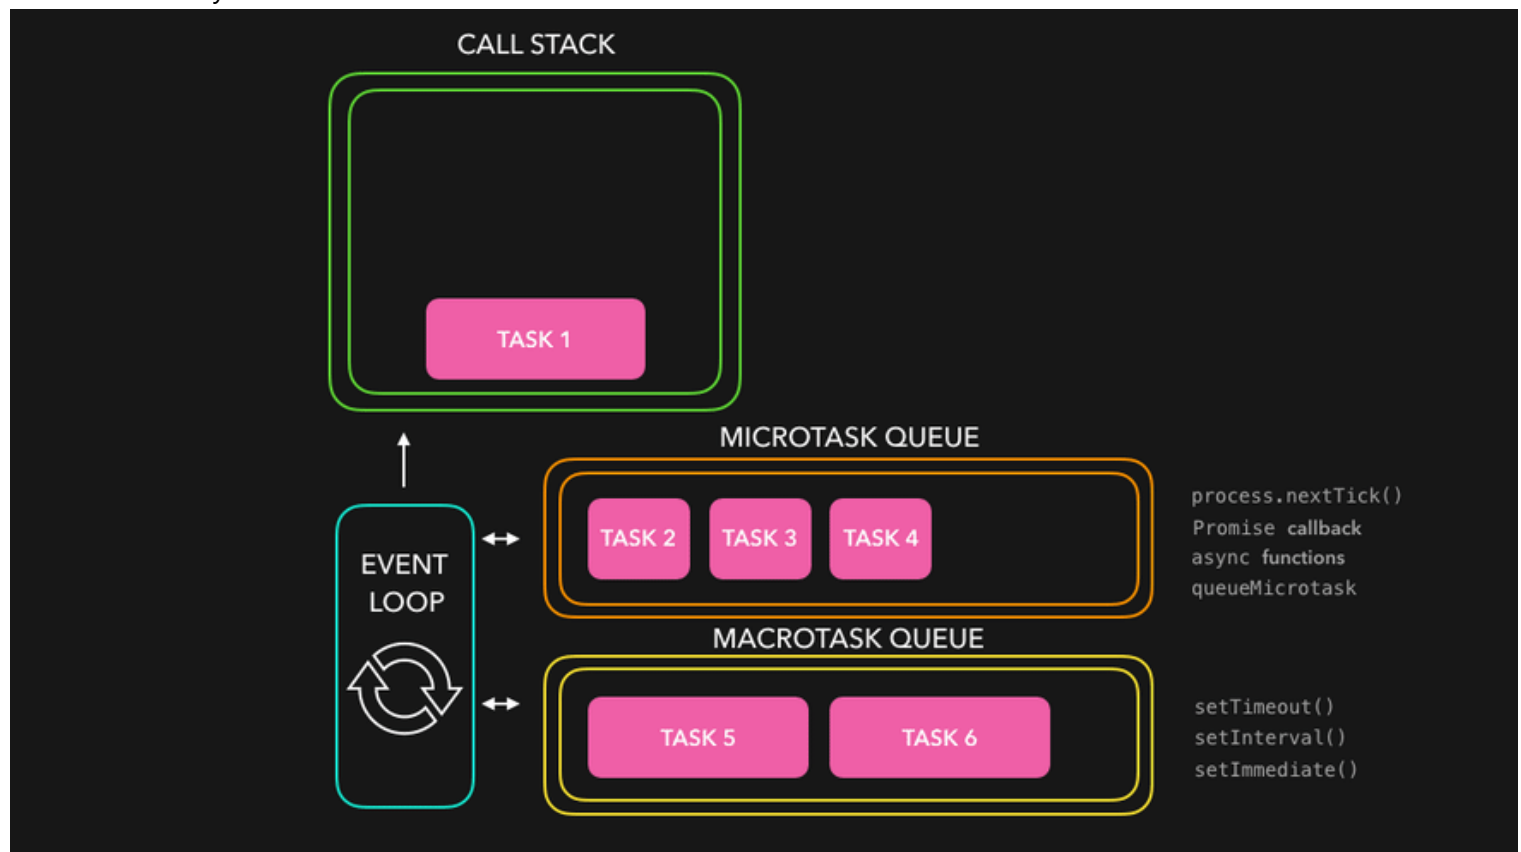 CALL STACK
TASK 1
MICROTASK QUEUE
TASK 2 TASK 3 TASK 4
process.nextTick()
Promise callback
async functions
queueMicrotask
EVENT
LOOP
MACROTASK QUEUE
TASK 5 TASK 6
setTimeout()
setInterval()
setImmediate()